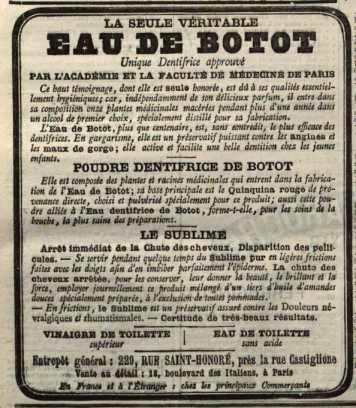 LA SEULE VÉRITABLE
EAU DE BOTOT
Unique Dentifrice approuvé
PAR L'ACADÉMIE ET LA FACULTÉ DE MÉDECINE DE PARIS
Ce haut témoignage, dont elle est seule honorée, est dû à ses qualités essentiel-
lement hygiéniques; car, indépendamment de son délicieux parfum, il entre dans
sa composition onze plantes médicinales macérées pendant plus d'une année dans
un alcool de premier choix, spécialement distillé pour sa fabrication.
L'Eau de Botot, plus que centenaire, est, sans contredit, le plus efficace des
dentifrices. En gargarisme, elle est un préservatif puissant contre les angines et
les maux de gorge; elle active et facilite une belle dentition chez les jeunes
enfants.
POUDRE DENTIFRICE DE BOTOT
Elle est composée des plantes et racines médicinales qui entrent dans la fabrica-
tion de l'Eau de Botot; sa base principale est le Quinquina rouge de pro-
venance directe, choisi et pulvérisé spécialement pour ce produit; aussi cette pou-
dre alliée à l'Eau dentifrice de Botot, forme-t-elle, pour les soins de la
bouche, la plus saine des préparations.
LE SUBLIME
Arrêt immédiat de la Chute des cheveux, Disparition des pelli-
cules. — Se servir pendant quelque temps du Sublime pur en légères frictions
faites avec les doigts afin d'en imbiber parfaitement l'épiderme. La chute des
cheveux arrêtée, pour les conserver, leur donner la beauté, le brillant et la
force, employer journellement ce produit mélangé d'un tiers d'huile d'amandes
douces spécialement préparée, à l'exclusion de toutes pommades.
— En frictions, le sublime est un préservatif assuré contre les Douleurs né-
vralgiques et rhumatismales. — Certitude de très-beaux résultats.
VINAIGRE DE TOILETTE
supérieur
EAU DE TOILETTE
sans acide
Entrepôt général : 229, RUE SAINT-HONORÉ, près la rue Castiglione
Vente au détail : 18, boulevard des Italiens, à Paris
En France et à l'Étranger : chez les principaux Commerçants